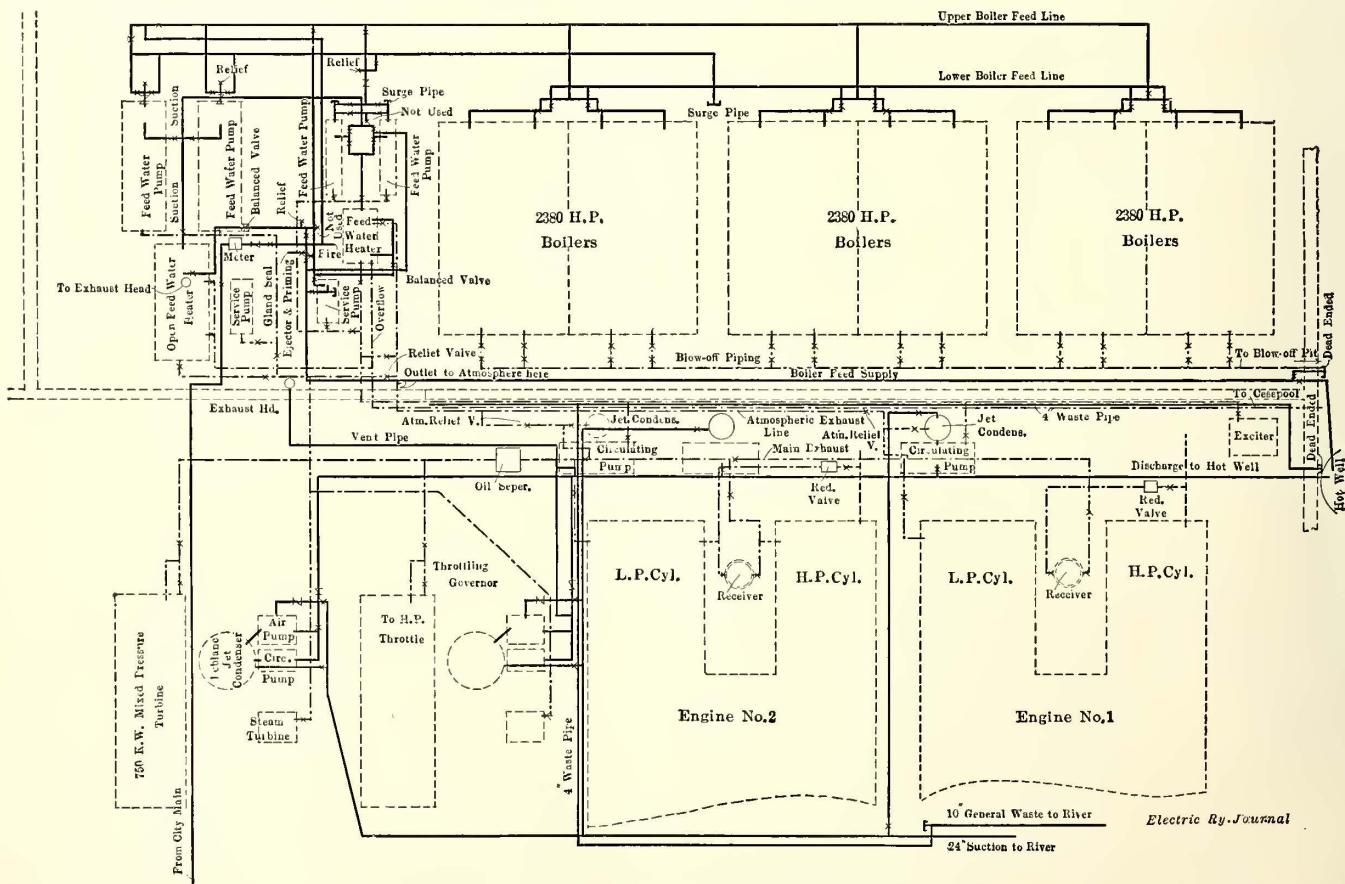 Upper Boiler Feed Line
Lower Boiler Feed Line
Relief
Relief
Surge Pipe
Not Used
Surge Pipe
Suction
Suction
Feed Water Pump
Feed Water Pump
Balanced Valve
Relief
Feed Water Pump
Feed Water Pump
Not Used
Feed Water Heater
Fire
Meter
2380 H.P. Boilers
2380 H.P. Boilers
2380 H.P. Boilers
To Exhaust Head
Open Feed Water Heater
Service Pump
Gland Seal
Ejector & Priming
Service Pump
Overflow
Balanced Valve
Relief Valve
Outlet to Atmosphere here
Blow-off Piping
Boiler Feed Supply
To Blow-off Pit
Dead Ended
To Cesspool
Exhaust Hd.
Vent Pipe
Atm.Relief V.
Jet.Condens.
Circulating Pump
Atmospheric Exhaust Line
Atm.Relief V.
Main Exhaust
4" Waste Pipe
Jet Condens.
Circulating Pump
Exciter
Dead Ended
Oil Seper.
Red. Valve
Discharge to Hot Well
Red. Valve
Hot Well
L.P.Cyl.
H.P.Cyl.
Receiver
L.P.Cyl.
H.P.Cyl.
Receiver
Throttling Governor
To H.P. Throttle
Air Pump
Circ. Pump
Leblanc Jet Condenser
Steam Turbine
750 K.W. Mixed Pressure Turbine
Engine No.2
Engine No.1
4" Waste Pipe
From City Main
10" General Waste to River
24" Suction to River
Electric Ry. Journal